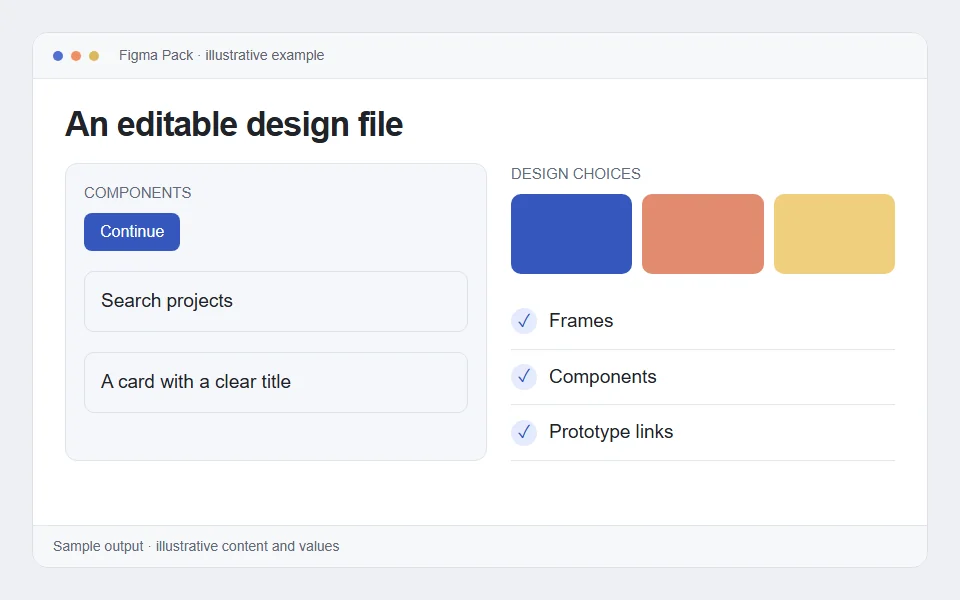 Figma Pack · illustrative example
An editable design file
COMPONENTS
Continue
Search projects
A card with a clear title
DESIGN CHOICES
✓ Frames
✓ Components
✓ Prototype links
Sample output · illustrative content and values